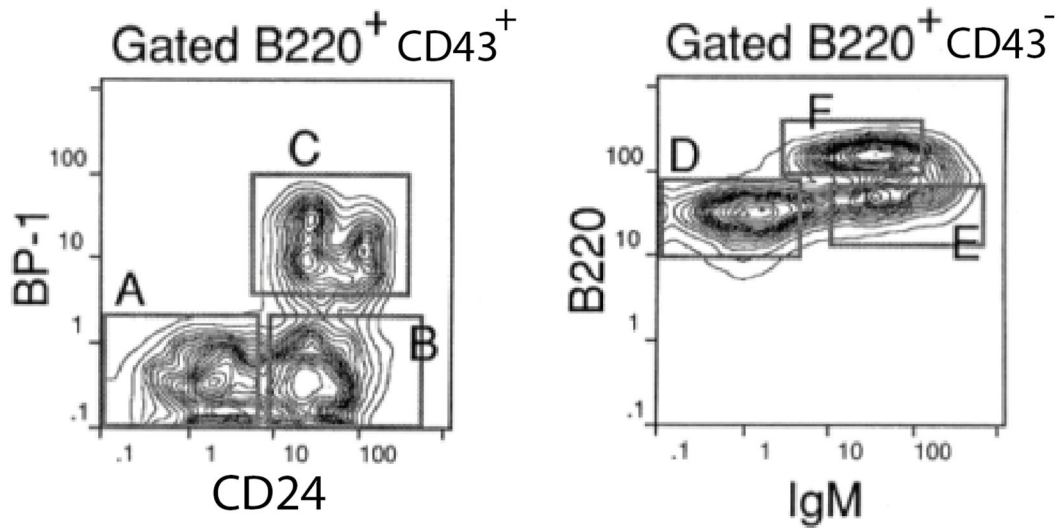 Gated B220+ CD43+
C
A
B
100
10
1
.1
BP-1
.1 1 10 100
CD24
Gated B220+ CD43-
F
D
E
100
10
1
.1
B220
.1 1 10 100
IgM